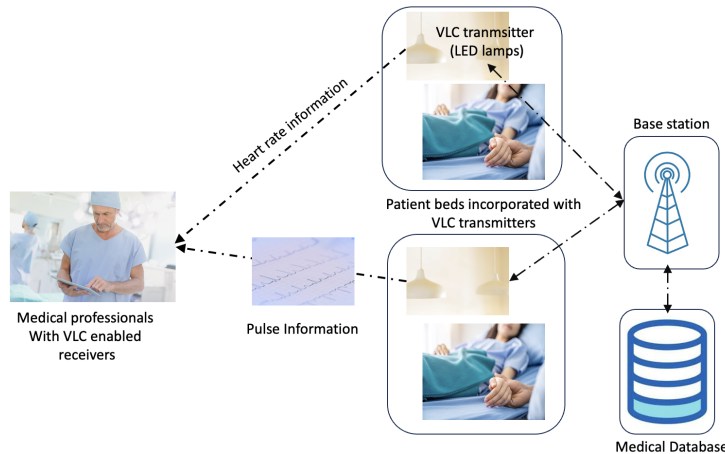 VLC tranmsitter
(LED lamps)
Heart rate information
Base station
Patient beds incorporated with
VLC transmitters
Medical professionals
With VLC enabled
receivers
Pulse Information
Medical Database